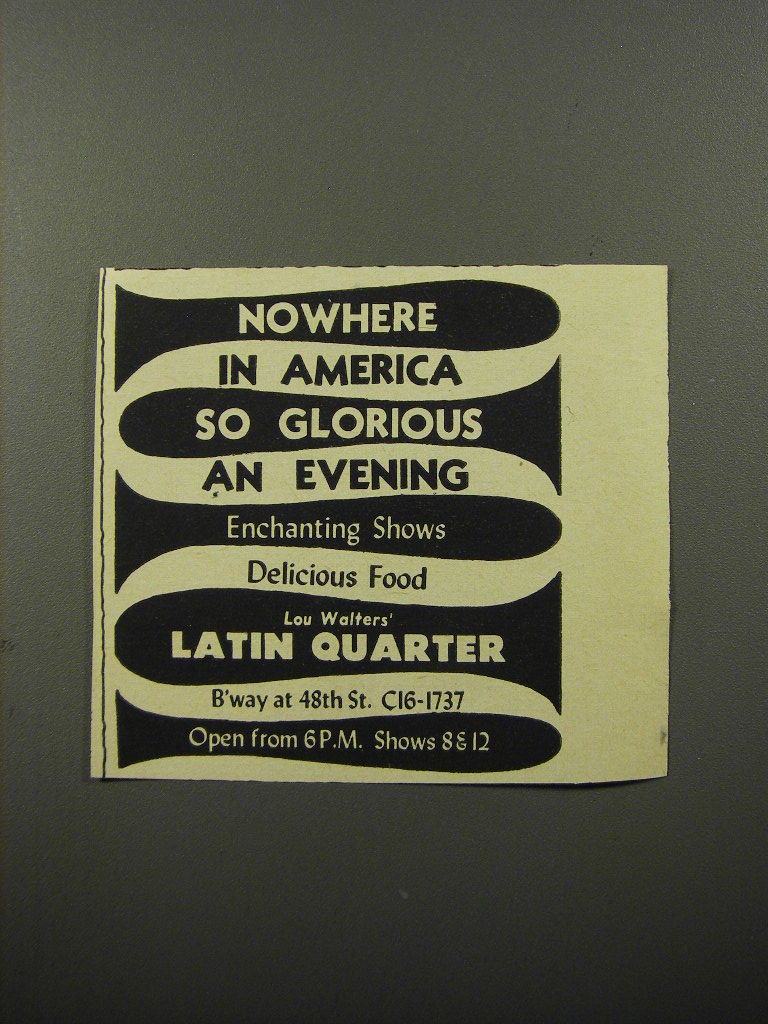 NOWHERE
IN AMERICA
SO GLORIOUS
AN EVENING
Enchanting Shows
Delicious Food
Lou Walters'
LATIN QUARTER
B'way at 48th St. CI6-1737
Open from 6P.M. Shows 8 & 12